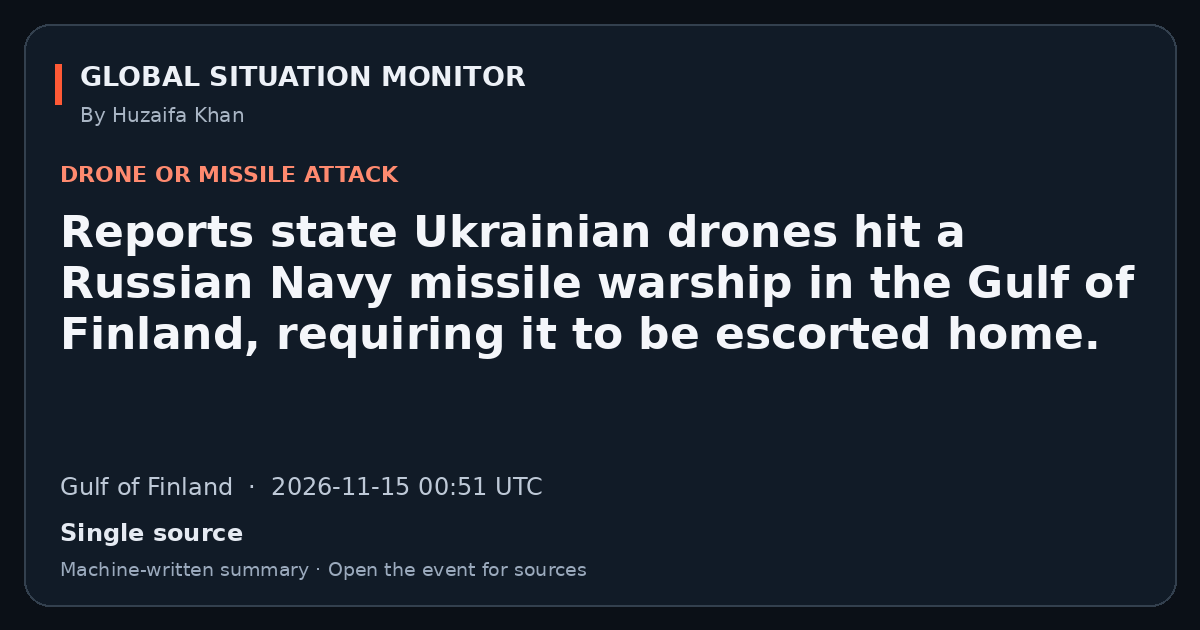 GLOBAL SITUATION MONITOR
By Huzaifa Khan
DRONE OR MISSILE ATTACK
Reports state Ukrainian drones hit a
Russian Navy missile warship in the Gulf of
Finland, requiring it to be escorted home.
Gulf of Finland · 2026-11-15 00:51 UTC
Single source
Machine-written summary · Open the event for sources